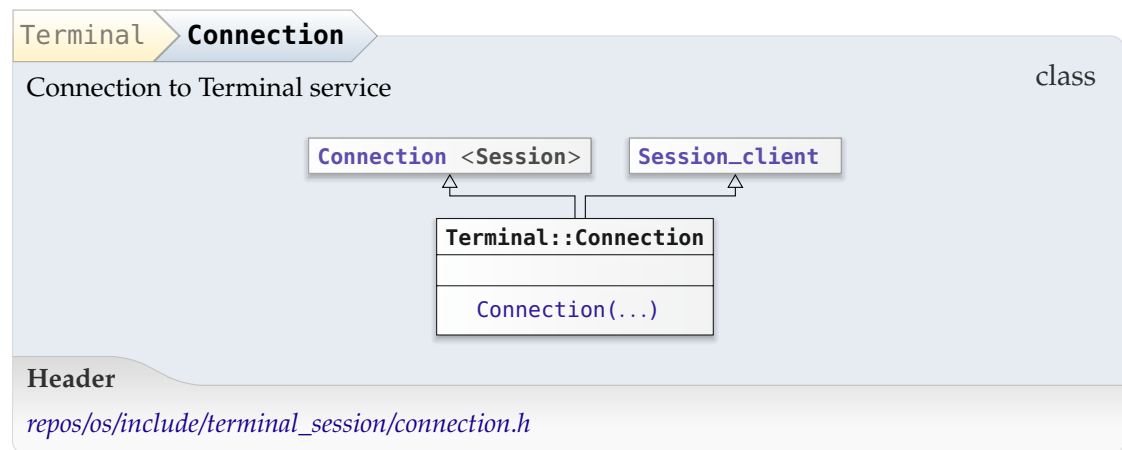 Terminal Connection
class
Connection to Terminal service
Connection <Session> Session_client
Terminal::Connection
Connection(...)
Header
repos/os/include/terminal_session/connection.h